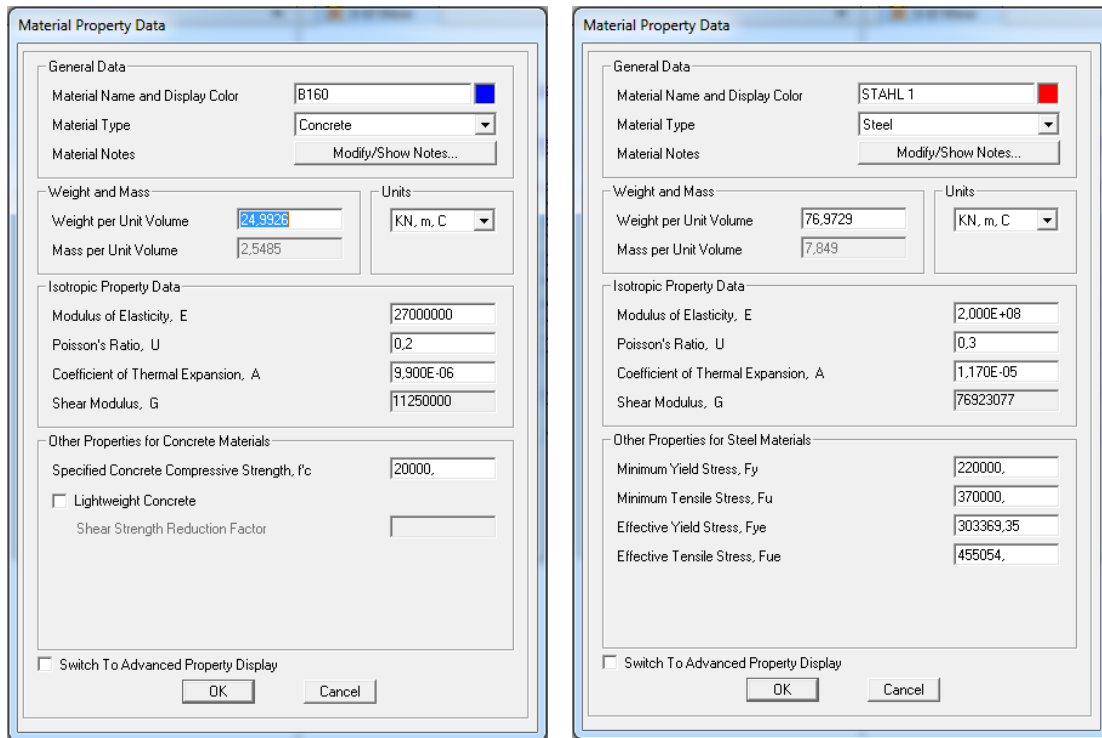 Material Property Data
General Data
Material Name and Display Color B160
Material Type Concrete
Material Notes Modify/Show Notes...
Weight and Mass
Weight per Unit Volume 24,9926
Mass per Unit Volume 2,5485
Units
KN, m, C
Isotropic Property Data
Modulus of Elasticity, E 27000000
Poisson's Ratio, U 0,2
Coefficient of Thermal Expansion, A 9,900E-06
Shear Modulus, G 11250000
Other Properties for Concrete Materials
Specified Concrete Compressive Strength, f'c 20000,
Lightweight Concrete
Shear Strength Reduction Factor
Switch To Advanced Property Display
OK Cancel
Material Property Data
General Data
Material Name and Display Color STAHL 1
Material Type Steel
Material Notes Modify/Show Notes...
Weight and Mass
Weight per Unit Volume 76,9729
Mass per Unit Volume 7,849
Units
KN, m, C
Isotropic Property Data
Modulus of Elasticity, E 2,000E+08
Poisson's Ratio, U 0,3
Coefficient of Thermal Expansion, A 1,170E-05
Shear Modulus, G 76923077
Other Properties for Steel Materials
Minimum Yield Stress, Fy 220000,
Minimum Tensile Stress, Fu 370000,
Effective Yield Stress, Fye 303369,35
Effective Tensile Stress, Fue 455054,
Switch To Advanced Property Display
OK Cancel